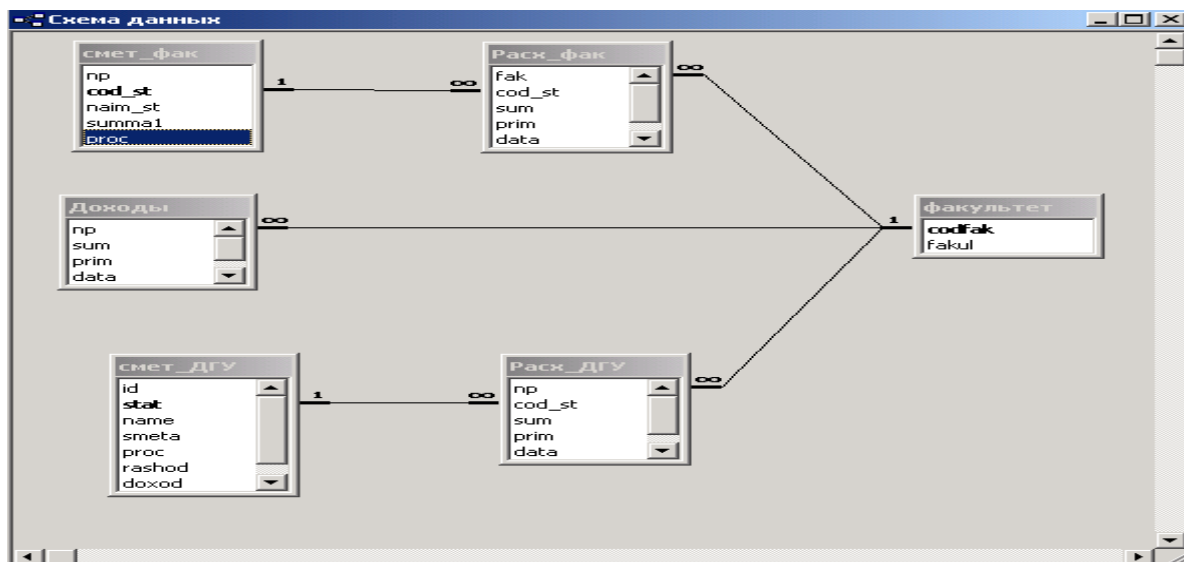 Схема данных
смет_фак
np
cod_st
naim_st
summa1
proc
1
∞
Расх_фак
fak
cod_st
sum
prim
data
∞
Доходы
np
sum
prim
data
∞
1
факультет
codfak
fakul
смет_ДГУ
id
stat
name
smeta
proc
rashod
doxod
1
∞
Расх_ДГУ
np
cod_st
sum
prim
data
∞